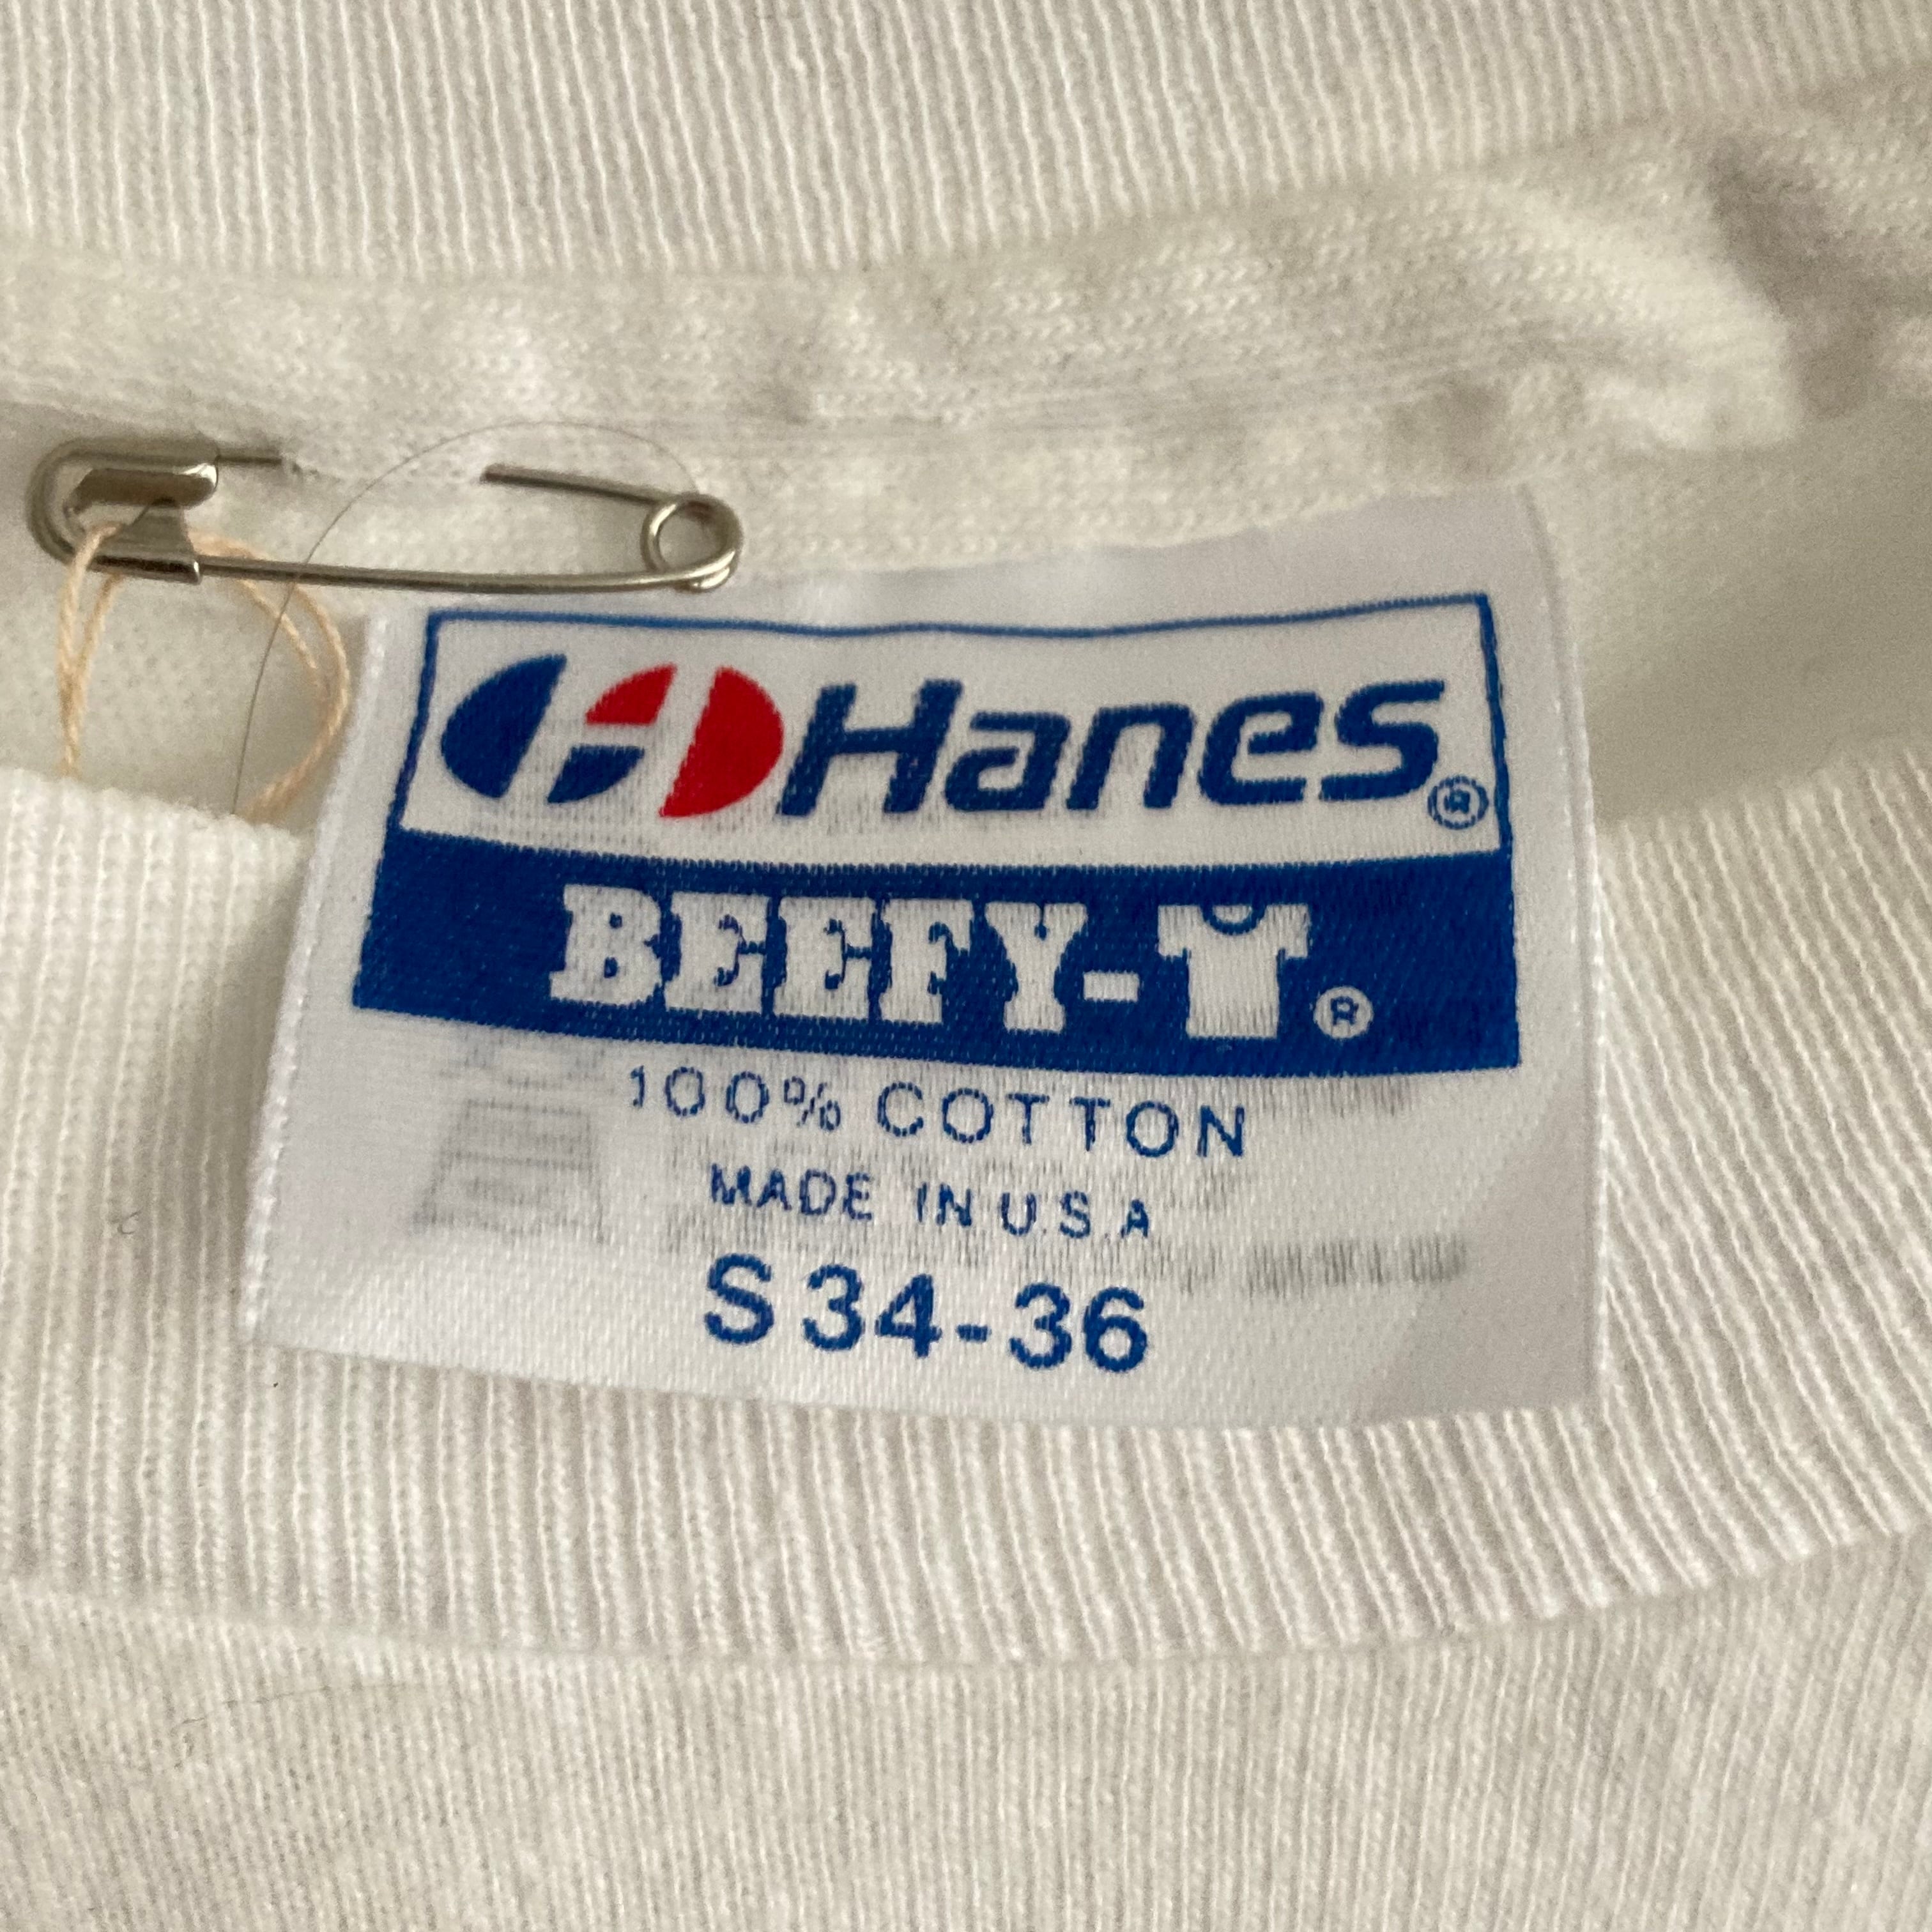 Hanes®
BEEFY-T®
100% COTTON
MADE IN U.S.A
S 34-36